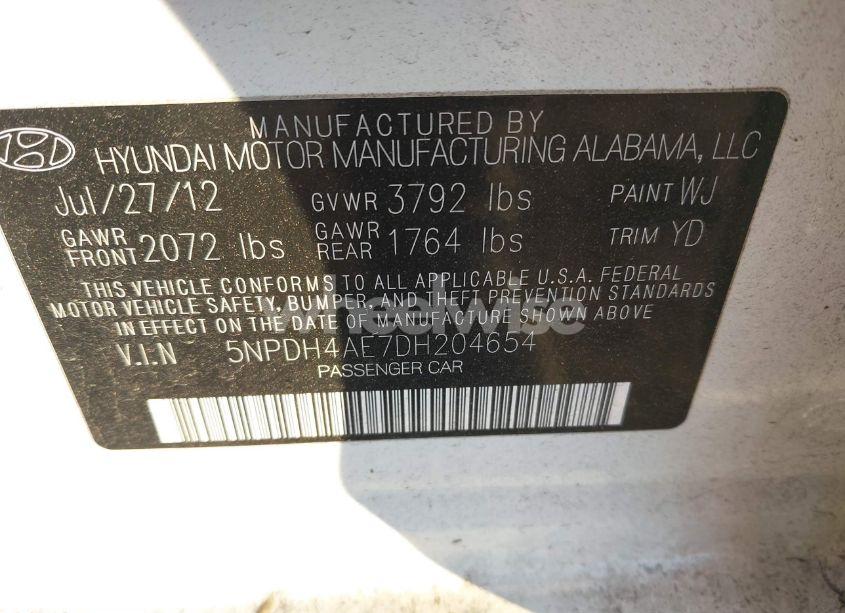 MANUFACTURED BY
HYUNDAI MOTOR MANUFACTURING ALABAMA, LLC
Jul/27/12 GVWR 3792 lbs PAINT WJ
GAWR FRONT 2072 lbs GAWR REAR 1764 lbs TRIM YD
THIS VEHICLE CONFORMS TO ALL APPLICABLE U.S.A. FEDERAL
MOTOR VEHICLE SAFETY, BUMPER, AND THEFT PREVENTION STANDARDS
IN EFFECT ON THE DATE OF MANUFACTURE SHOWN ABOVE
V.I.N 5NPDH4AE7DH204654
PASSENGER CAR
wheelwise